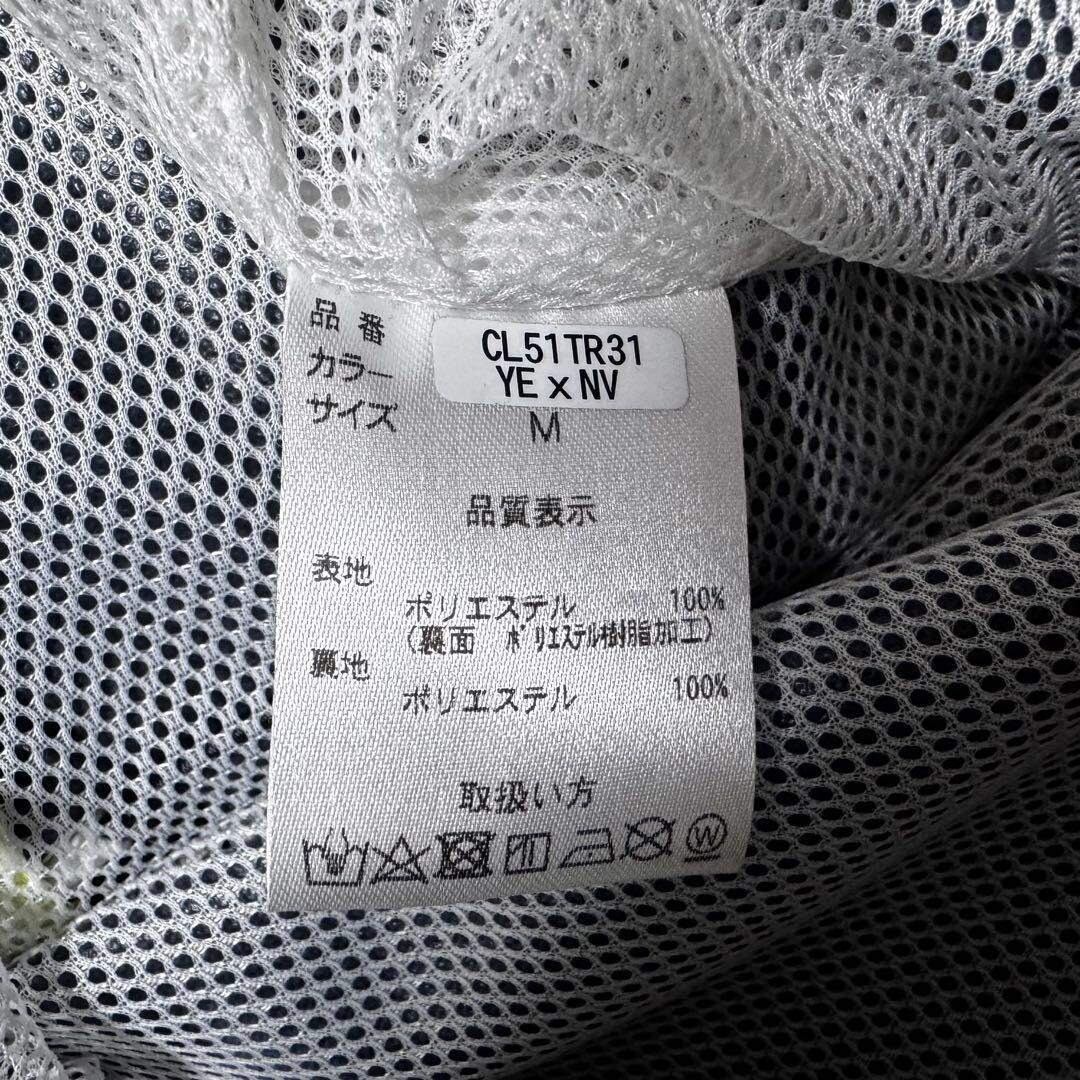 品番 CL51TR31
カラー YE x NV
サイズ M
品質表示
表地
ポリエステル 100%
(裏面 ポリエステル樹脂加工)
裏地
ポリエステル 100%
取扱い方
W